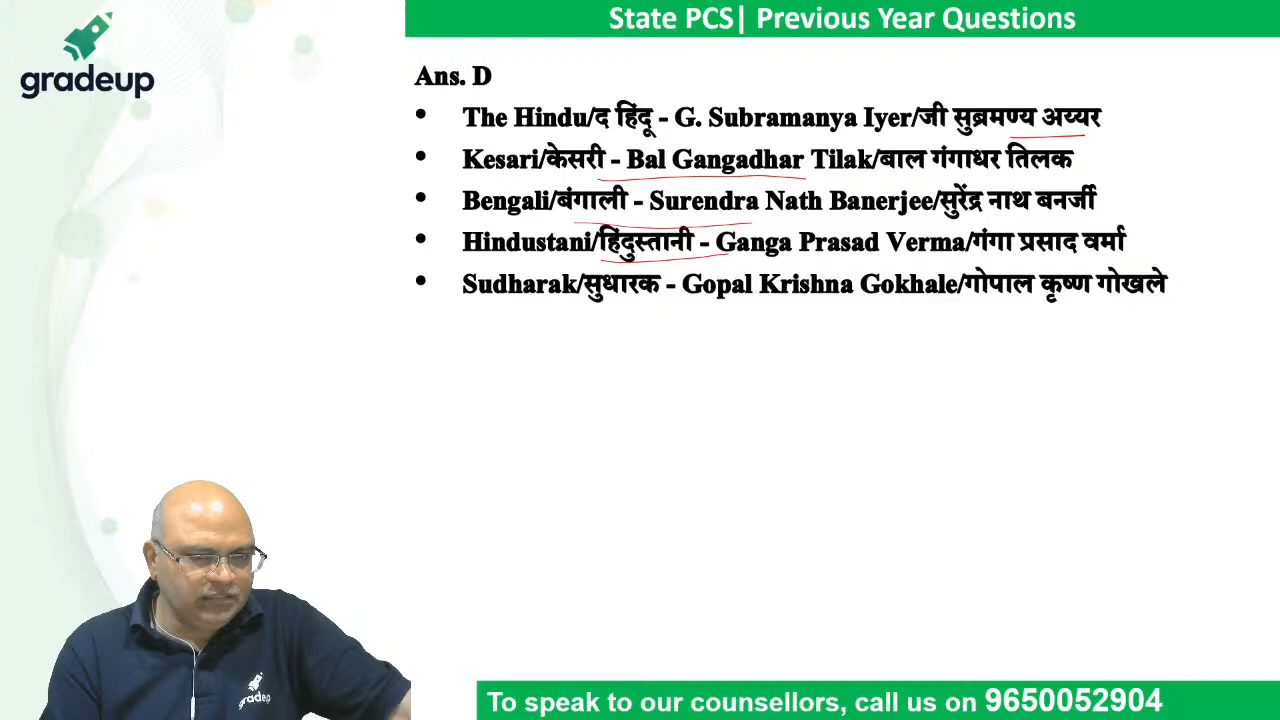 State PCS| Previous Year Questions
gradeup
Ans. D
• The Hindu/द हिंदू - G. Subramanya Iyer/जी सुब्रमण्य अय्यर
• Kesari/केसरी - Bal Gangadhar Tilak/बाल गंगाधर तिलक
• Bengali/बंगाली - Surendra Nath Banerjee/सुरेंद्र नाथ बनर्जी
• Hindustani/हिंदुस्तानी - Ganga Prasad Verma/गंगा प्रसाद वर्मा
• Sudharak/सुधारक - Gopal Krishna Gokhale/गोपाल कृष्ण गोखले
gradeup
To speak to our counsellors, call us on 9650052904